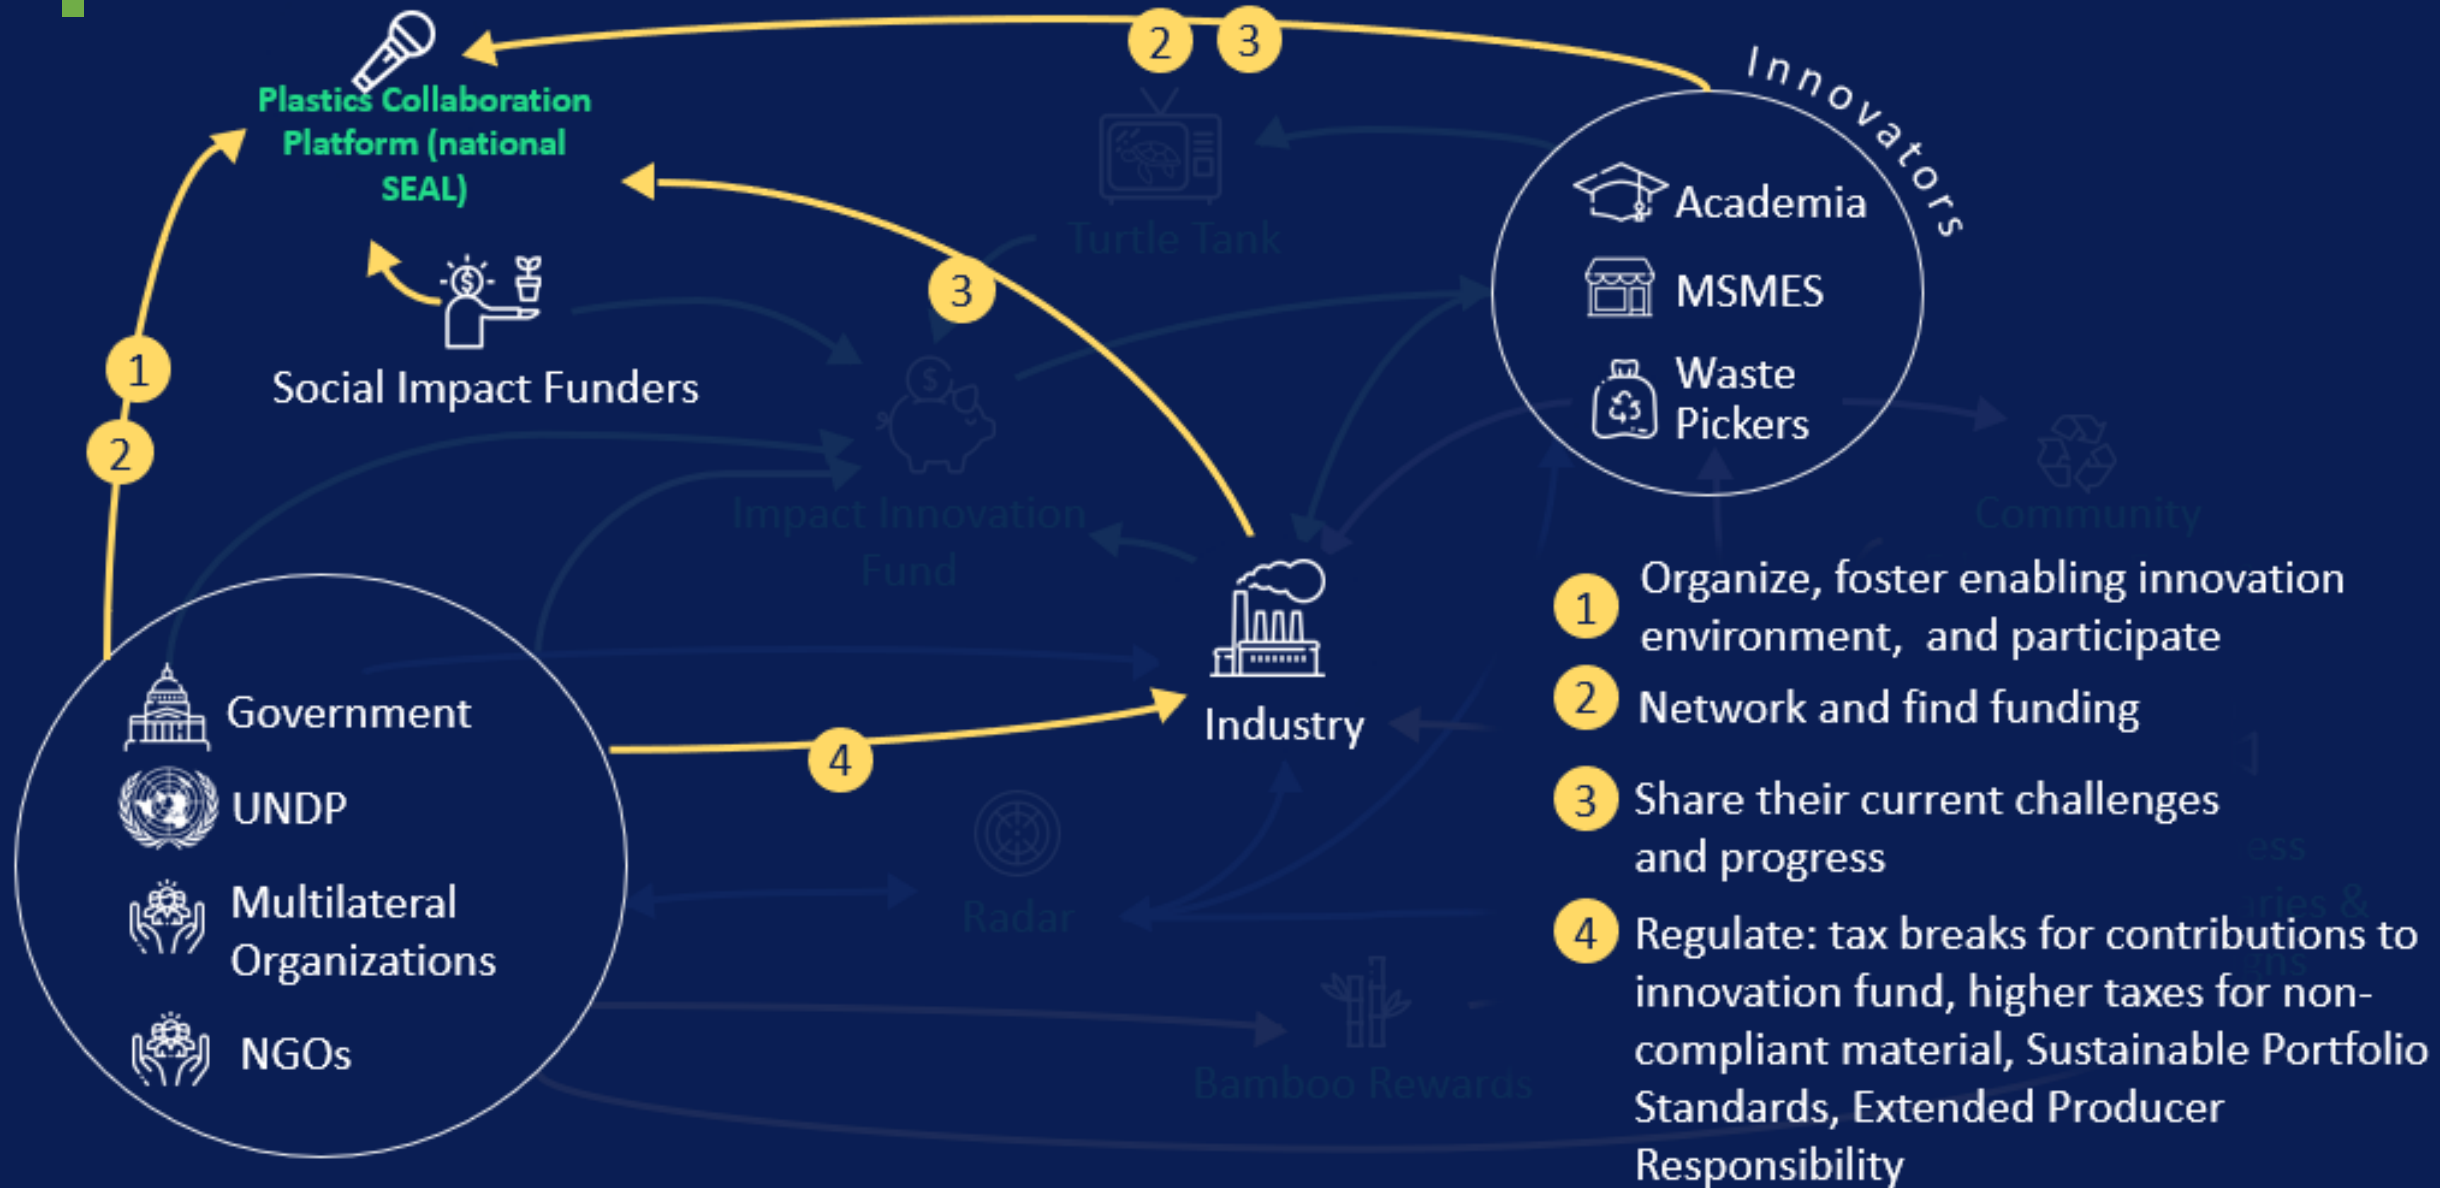 2 3
Innovators
Plastics Collaboration
Platform (national
SEAL)
Academia
Turtle Tank
3
MSMES
1
Social Impact Funders
Waste
Pickers
2
Impact Innovation
Fund
Community
1 Organize, foster enabling innovation
environment, and participate
Government
Industry
2 Network and find funding
4
UNDP
3 Share their current challenges
and progress
Radar
ess
aries &
Multilateral
Organizations
4 Regulate: tax breaks for contributions to
gns
innovation fund, higher taxes for non-
compliant material, Sustainable Portfolio
Standards, Extended Producer
Responsibility
NGOs
Bamboo Rewards